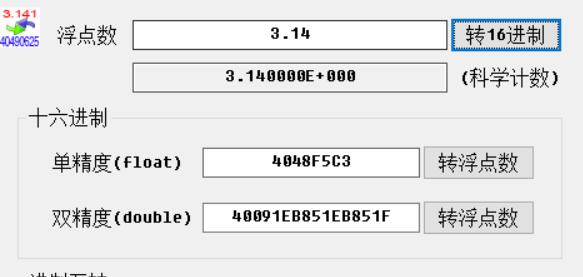 3.141
40490625
浮点数 3.14 转16进制
3.140000E+000 (科学计数)
十六进制
单精度(float) 4048F5C3 转浮点数
双精度(double) 40091EB851EB851F 转浮点数